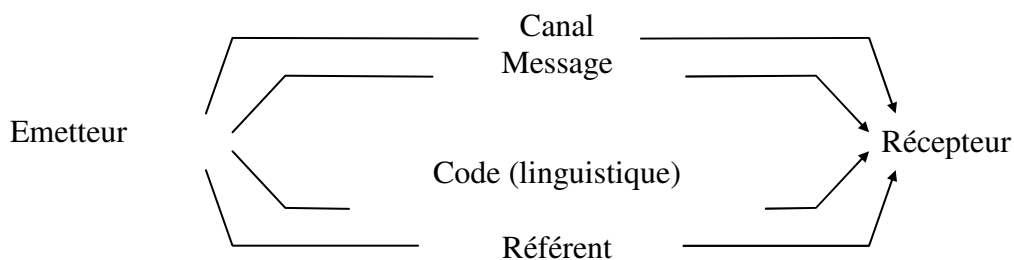 Canal
Message
Emetteur
Récepteur
Code (linguistique)
Référent